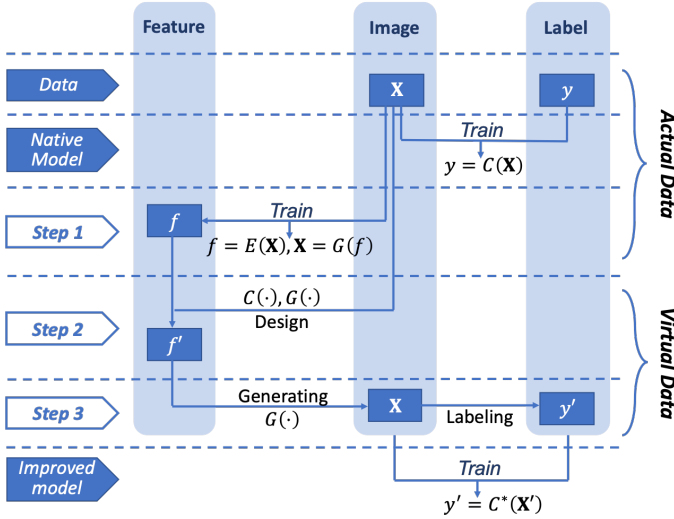 Feature
Image
Label
Data
X
y
Native
Model
Train
y = C(X)
Step 1
f
Train
f = E(X), X = G(f)
Actual Data
Step 2
C(·), G(·)
Design
f′
Virtual Data
Step 3
Generating
G(·)
X
Labeling
y′
Improved
model
Train
y′ = C*(X′)